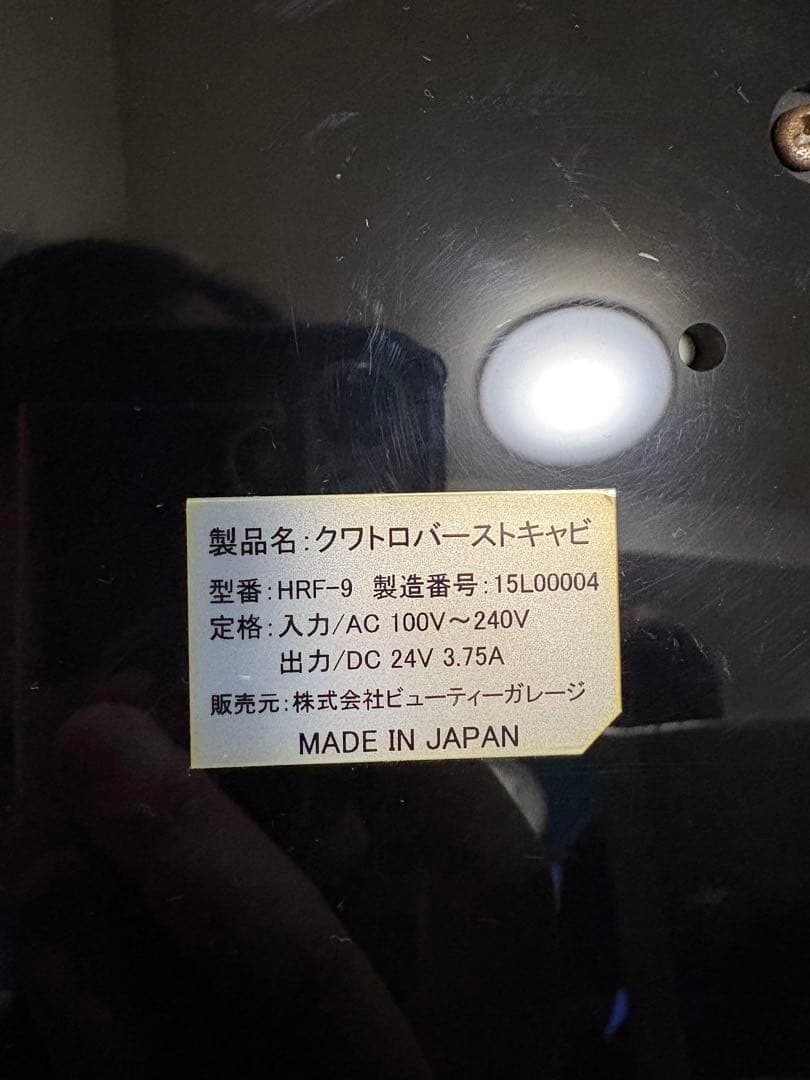 製品名:クワトロバーストキャビ
型番:HRF-9 製造番号:15L00004
定格:入力/AC 100V～240V
出力/DC 24V 3.75A
販売元:株式会社ビューティーガレージ
MADE IN JAPAN